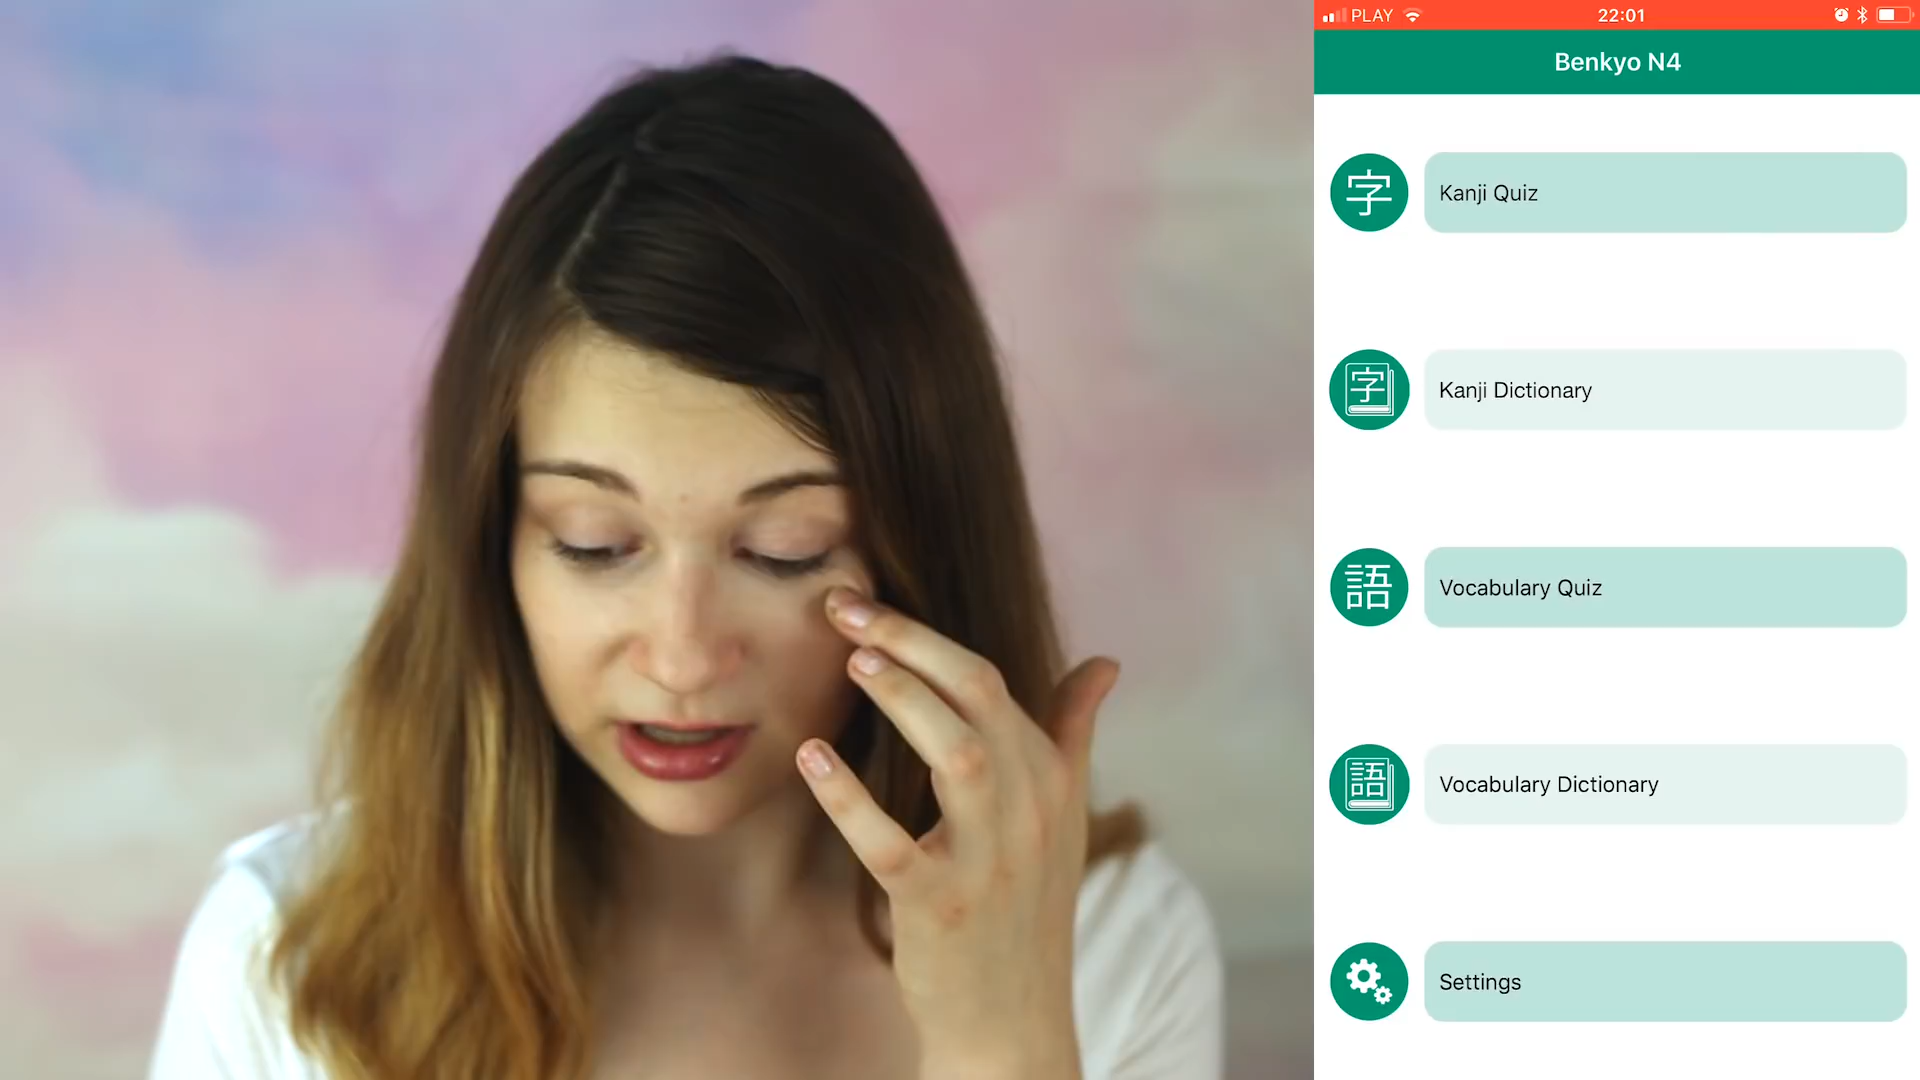 PLAY 22:01
Benkyo N4
字 Kanji Quiz
字 Kanji Dictionary
語 Vocabulary Quiz
語 Vocabulary Dictionary
Settings